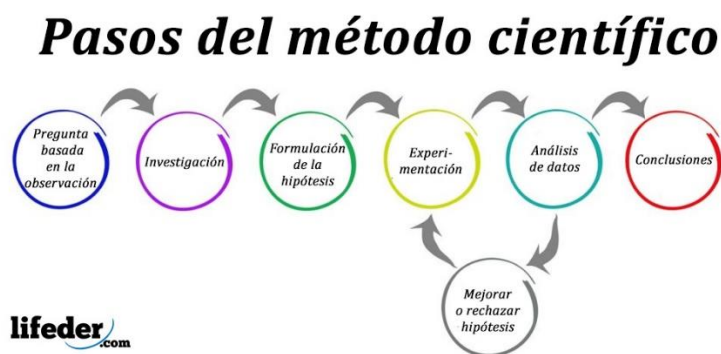 Pasos del método científico
Pregunta
basada
en la
observación
Investigación
Formulación
de la
hipótesis
Experi-
mentación
Análisis
de datos
Conclusiones
Mejorar
o rechazar
hipótesis
lifeder
.com